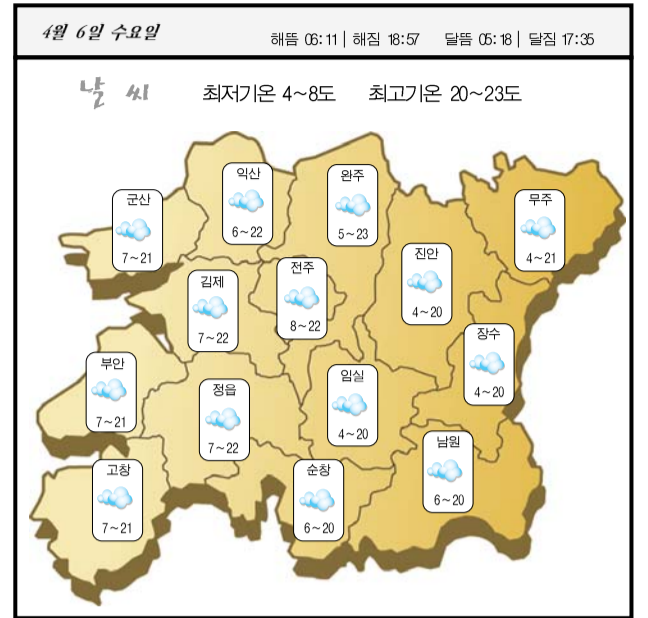 4월 6일 수요일
해뜸 06:11 | 해짐 18:57 달뜸 05:18 | 달짐 17:35
날씨 최저기온 4~8도 최고기온 20~23도
익산
6~22
완주
5~23
군산
7~21
무주
4~21
진안
4~20
전주
8~22
김제
7~22
장수
4~20
부안
7~21
임실
4~20
정읍
7~22
남원
6~20
고창
7~21
순창
6~20